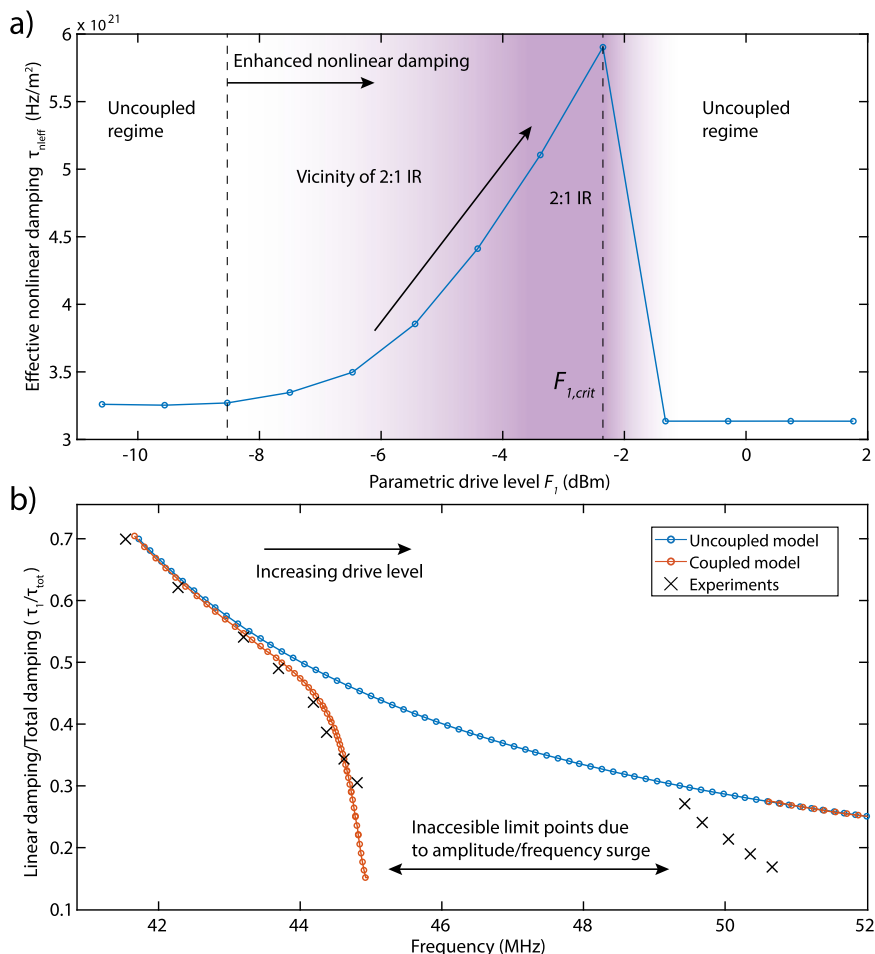 a)
x 10²¹
6
5.5
5
4.5
4
3.5
3
Effective nonlinear damping τₙₗₑff (Hz/m²)
Uncoupled
regime
Enhanced nonlinear damping
Vicinity of 2:1 IR
2:1 IR
F1,crit
Uncoupled
regime
-10 -8 -6 -4 -2 0 2
Parametric drive level F1 (dBm)
b)
0.7
0.6
0.5
0.4
0.3
0.2
0.1
Linear damping/Total damping ( τ1/τtot)
Increasing drive level
Uncoupled model
Coupled model
Experiments
Inaccesible limit points due
to amplitude/frequency surge
42 44 46 48 50 52
Frequency (MHz)